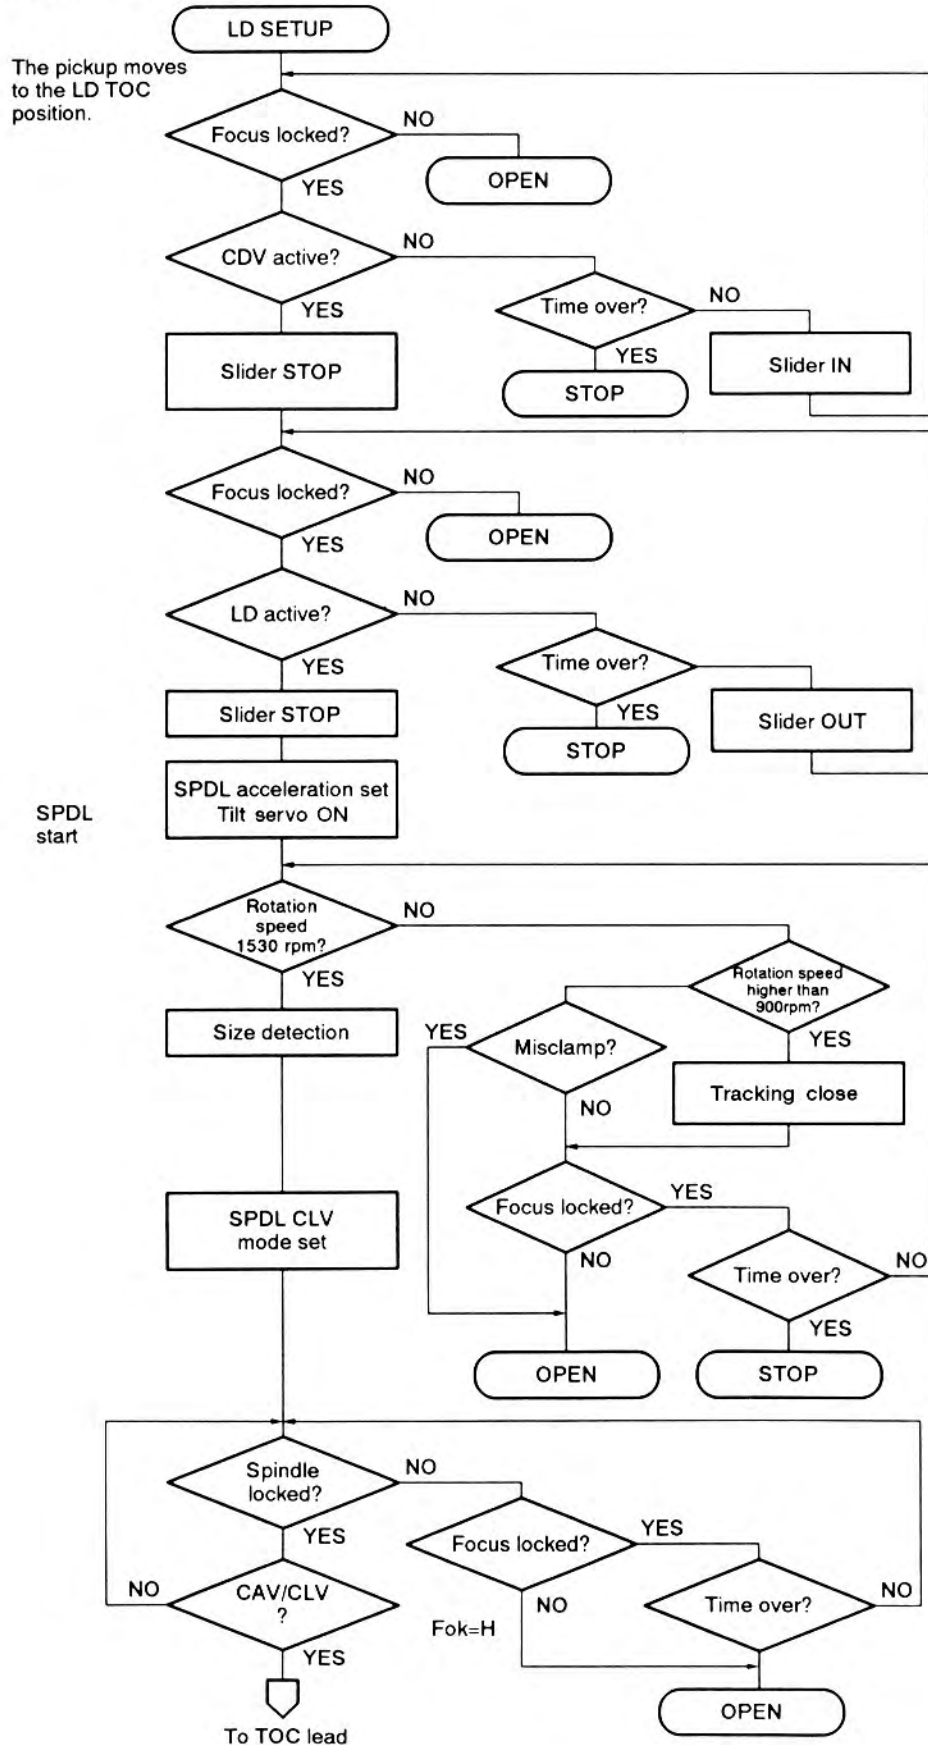 LD SETUP
The pickup moves
to the LD TOC
position.
Focus locked?
NO
OPEN
YES
CDV active?
NO
YES
Time over?
NO
YES
Slider STOP
STOP
Slider IN
Focus locked?
NO
OPEN
YES
LD active?
NO
YES
Time over?
YES
Slider STOP
STOP
Slider OUT
SPDL
start
SPDL acceleration set
Tilt servo ON
Rotation
speed
1530 rpm?
NO
YES
Rotation speed
higher than
900rpm?
YES
Size detection
YES
Misclamp?
NO
Tracking close
SPDL CLV
mode set
Focus locked?
YES
NO
Time over?
NO
YES
OPEN
STOP
Spindle
locked?
NO
YES
Focus locked?
YES
NO
Fok=H
NO
CAV/CLV
?
YES
Time over?
NO
OPEN
To TOC lead